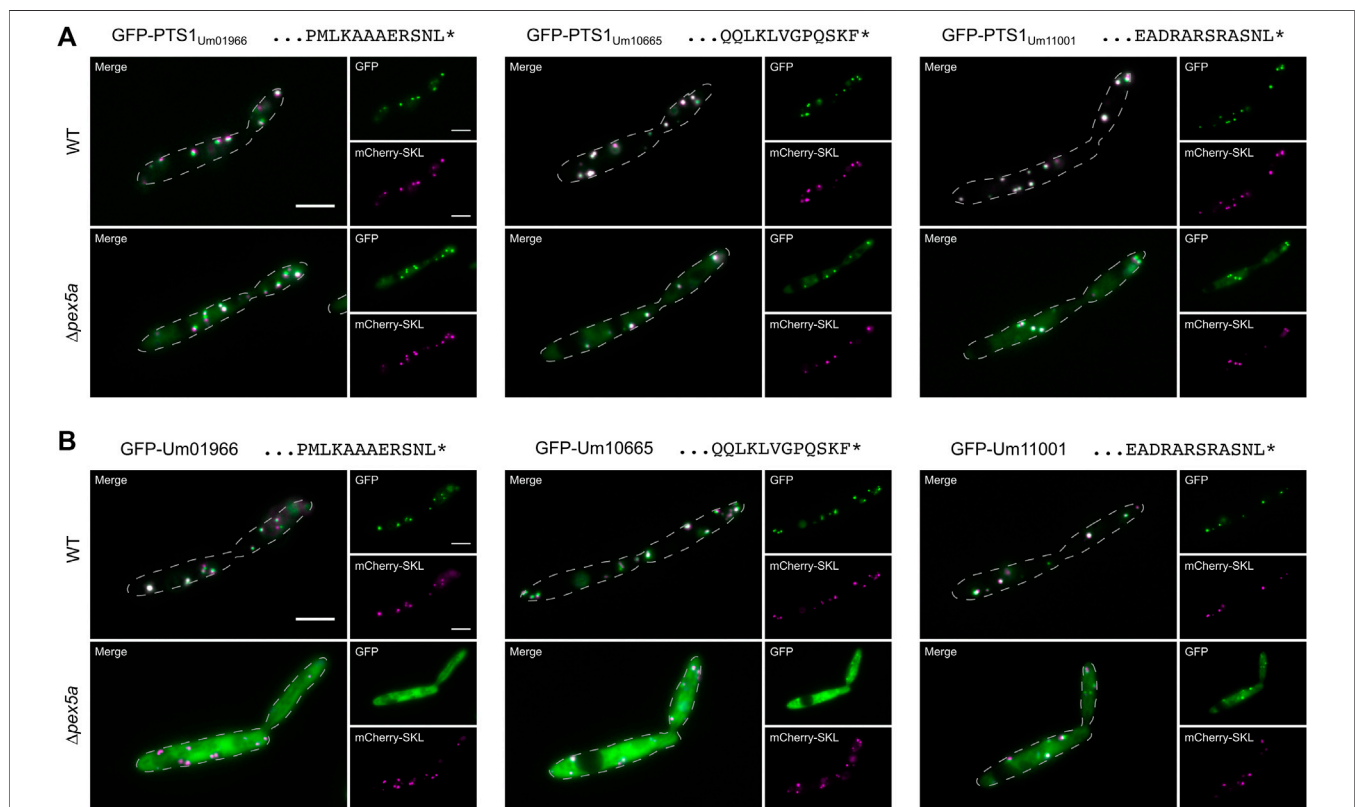 A
GFP-PTS1Um01966 ...PMLKAAAERSNL*
GFP-PTS1Um10665 ...QQLKLVGPQSKF*
GFP-PTS1Um11001 ...EADRARSRASNL*
WT
Merge
GFP
mCherry-SKL
Merge
GFP
mCherry-SKL
Merge
GFP
mCherry-SKL
Δpex5a
Merge
GFP
mCherry-SKL
Merge
GFP
mCherry-SKL
Merge
GFP
mCherry-SKL
B
GFP-Um01966 ...PMLKAAAERSNL*
GFP-Um10665 ...QQLKLVGPQSKF*
GFP-Um11001 ...EADRARSRASNL*
WT
Merge
GFP
mCherry-SKL
Merge
GFP
mCherry-SKL
Merge
GFP
mCherry-SKL
Δpex5a
Merge
GFP
mCherry-SKL
Merge
GFP
mCherry-SKL
Merge
GFP
mCherry-SKL